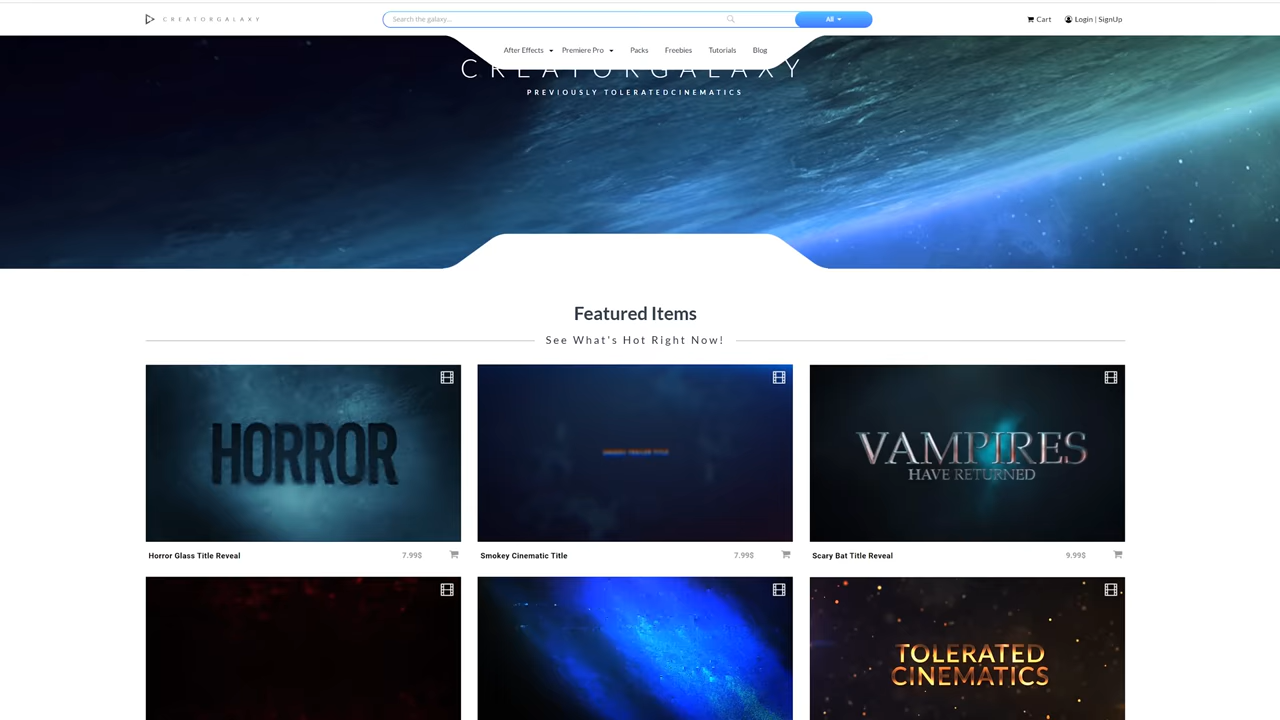 CREATORGALAXY
Search the galaxy...
All
Cart
Login | SignUp
After Effects
Premiere Pro
Packs
Freebies
Tutorials
Blog
CREATORGALAXY
PREVIOUSLY TOLERATEDCINEMATICS
Featured Items
See What's Hot Right Now!
HORROR
VAMPIRES
HAVE RETURNED
Horror Glass Title Reveal 7.99$
Smokey Cinematic Title 7.99$
Scary Bat Title Reveal 9.99$
TOLERATED
CINEMATICS